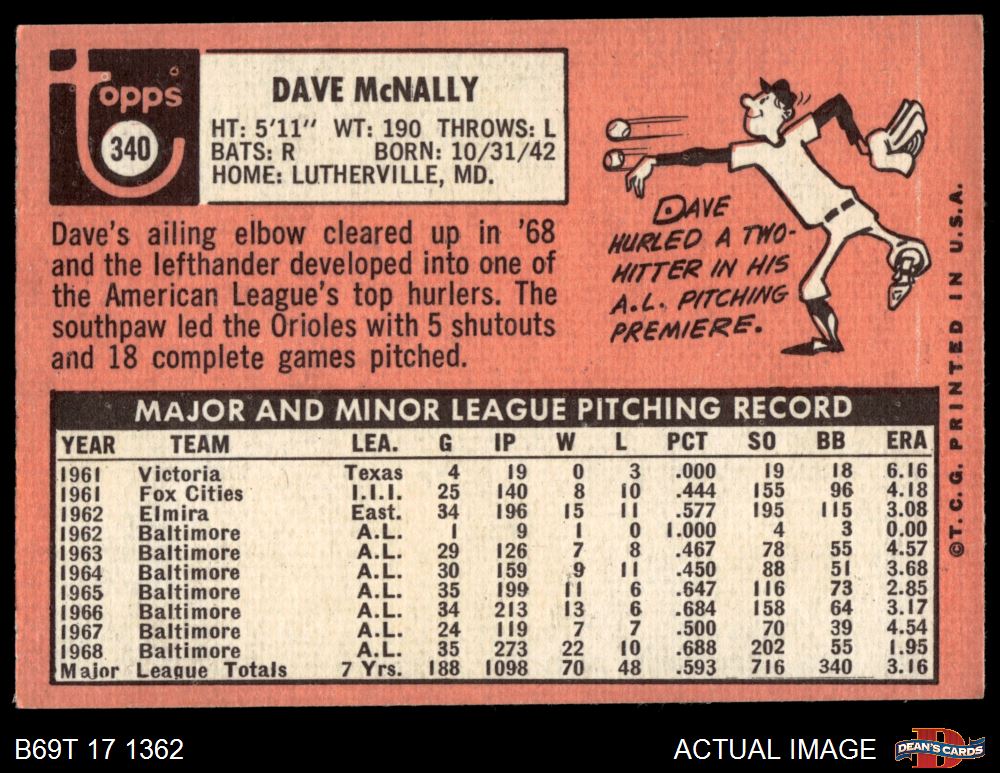 topps
340
DAVE McNALLY
HT: 5'11" WT: 190 THROWS: L
BATS: R BORN: 10/31/42
HOME: LUTHERVILLE, MD.
Dave's ailing elbow cleared up in '68
and the lefthander developed into one of
the American League's top hurlers. The
southpaw led the Orioles with 5 shutouts
and 18 complete games pitched.
DAVE
HURLED A TWO-
HITTER IN HIS
A.L. PITCHING
PREMIERE.
©T.C.G. PRINTED IN U.S.A.
MAJOR AND MINOR LEAGUE PITCHING RECORD
YEAR TEAM LEA. G IP W L PCT SO BB ERA
1961 Victoria Texas 4 19 0 3 .000 19 18 6.16
1961 Fox Cities I.I.I. 25 140 8 10 .444 155 96 4.18
1962 Elmira East. 34 196 15 11 .577 195 115 3.08
1962 Baltimore A.L. 1 9 1 0 1.000 4 3 0.00
1963 Baltimore A.L. 29 126 7 8 .467 78 55 4.57
1964 Baltimore A.L. 30 159 9 11 .450 88 51 3.68
1965 Baltimore A.L. 35 199 11 6 .647 116 73 2.85
1966 Baltimore A.L. 34 213 13 6 .684 158 64 3.17
1967 Baltimore A.L. 24 119 7 7 .500 70 39 4.54
1968 Baltimore A.L. 35 273 22 10 .688 202 55 1.95
Major League Totals 7 Yrs. 188 1098 70 48 .593 716 340 3.16
B69T 17 1362
ACTUAL IMAGE
D
DEAN'S CARDS